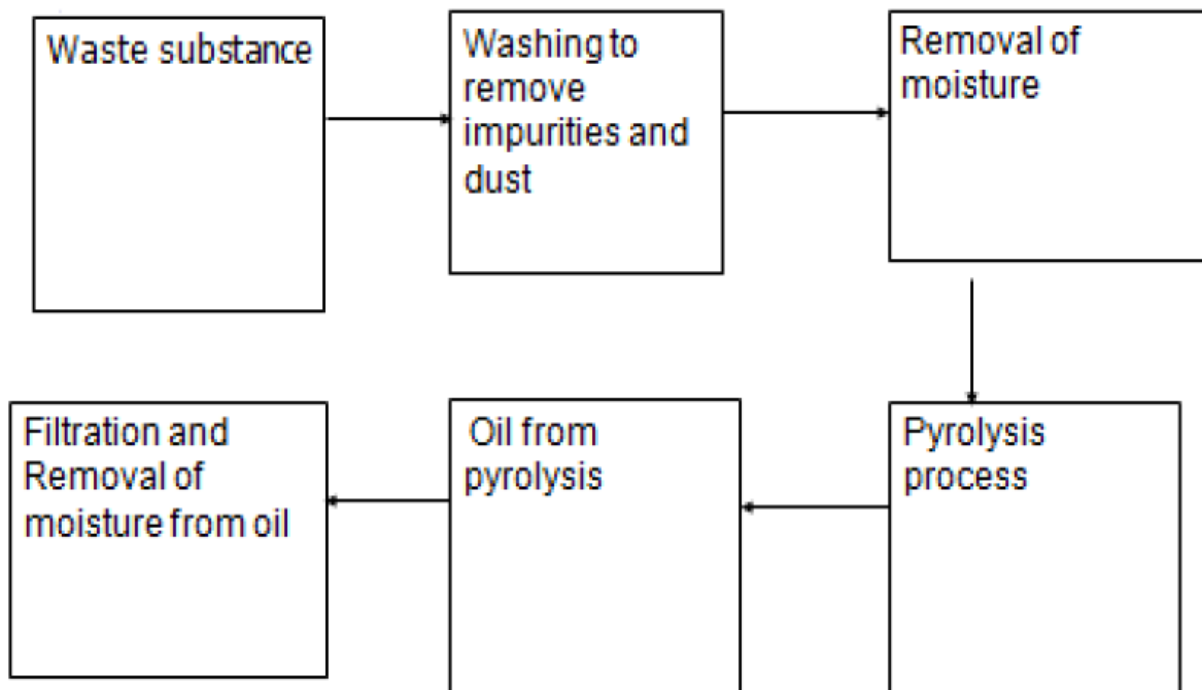 Waste substance
Washing to
remove
impurities and
dust
Removal of
moisture
Pyrolysis
process
Oil from
pyrolysis
Filtration and
Removal of
moisture from oil